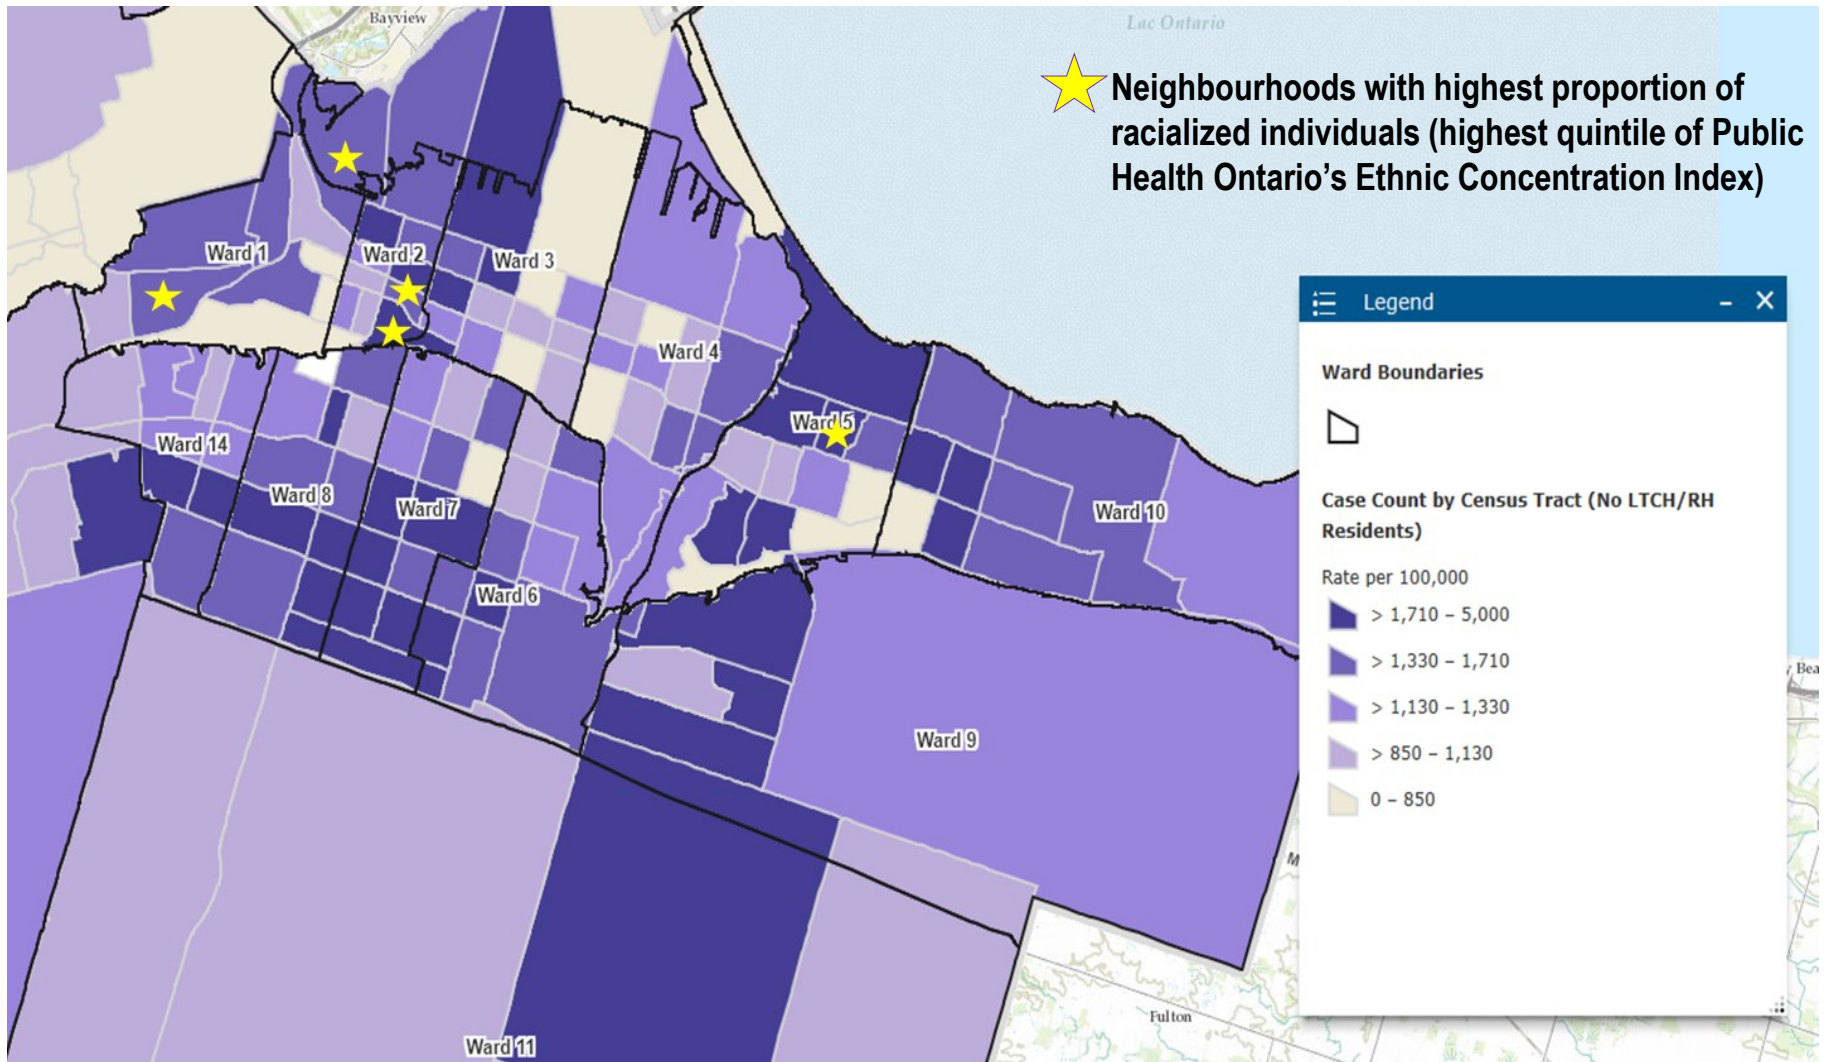 Bayview
Lac Ontario
Neighbourhoods with highest proportion of
racialized individuals (highest quintile of Public
Health Ontario's Ethnic Concentration Index)
Ward 1
Ward 2
Ward 3
Ward 4
Ward 5
Ward 14
Ward 8
Ward 7
Ward 10
Ward 6
Ward 9
Ward 11
Fulton
Legend
Ward Boundaries
Case Count by Census Tract (No LTCH/RH
Residents)
Rate per 100,000
> 1,710 – 5,000
> 1,330 – 1,710
> 1,130 – 1,330
> 850 – 1,130
0 – 850